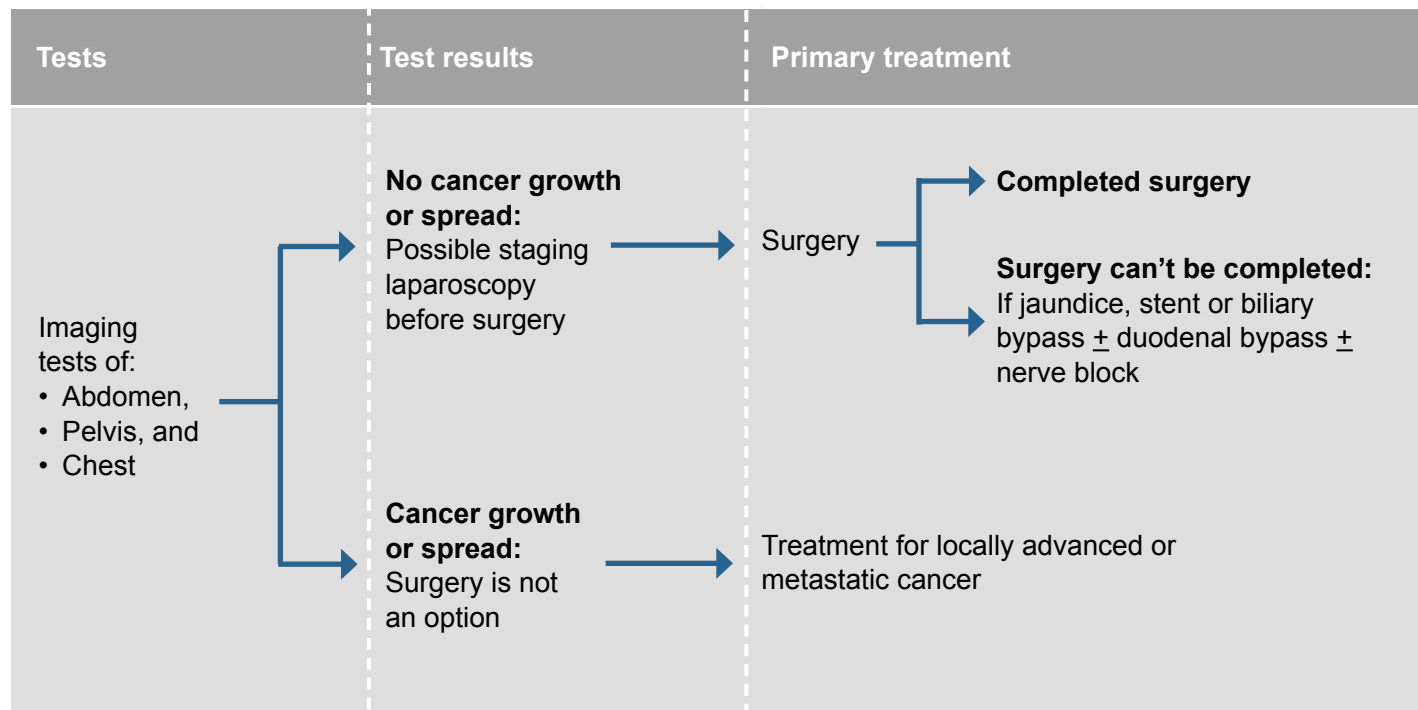 Tests
Test results
Primary treatment
Imaging
tests of:
• Abdomen,
• Pelvis, and
• Chest
No cancer growth
or spread:
Possible staging
laparoscopy
before surgery
Cancer growth
or spread:
Surgery is not
an option
Surgery
Completed surgery
Surgery can’t be completed:
If jaundice, stent or biliary
bypass ± duodenal bypass ±
nerve block
Treatment for locally advanced or
metastatic cancer